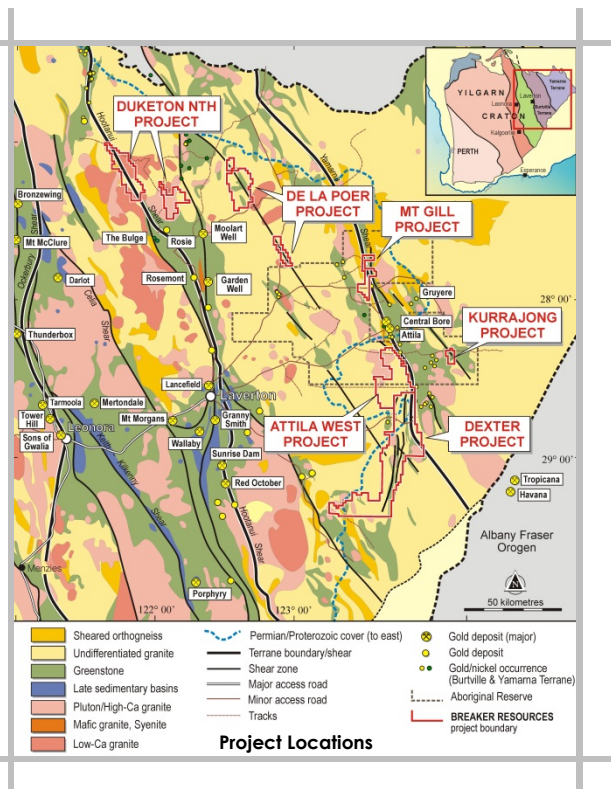 DUKETON NTH
PROJECT
DE LA POER
PROJECT
MT GILL
PROJECT
KURRAJONG
PROJECT
ATTILA WEST
PROJECT
DEXTER
PROJECT
YILGARN
CRATON
PERTH
Leonora
Laverton
Kalgoorlie
Esperance
Yamarna
Terrane
Burtville
Terrane
Hootanui
Shear
Yamarna
Shear
Bronzewing
Shear
Mt McClure
Ockerbury
The Bulge
Rosie
Moolart
Well
Darlot
Rosemont
Garden
Well
Celia
Shear
Gruyere
28 00'
Central Bore
Attila
Thunderbox
Lancefield
Laverton
Tarmoola
Mertondale
Tower
Hill
Leonora
Mt Morgans
Granny
Smith
Sons of
Gwalia
Wallaby
Sunrise Dam
29 00'
Keith
Kilkenny
Shear
Red October
Tropicana
Havana
Hootanui
Shear
Albany Fraser
Orogen
Menzies
Porphyry
N
50 kilometres
122° 00'
123° 00'
Sheared orthogneiss
Undifferentiated granite
Greenstone
Late sedimentary basins
Pluton/High-Ca granite
Mafic granite, Syenite
Low-Ca granite
Permian/Proterozoic cover (to east)
Terrane boundary/shear
Shear zone
Major access road
Minor access road
Tracks
Gold deposit (major)
Gold deposit
Gold/nickel occurrence
(Burtville & Yamarna Terrane)
Aboriginal Reserve
BREAKER RESOURCES
project boundary
Project Locations